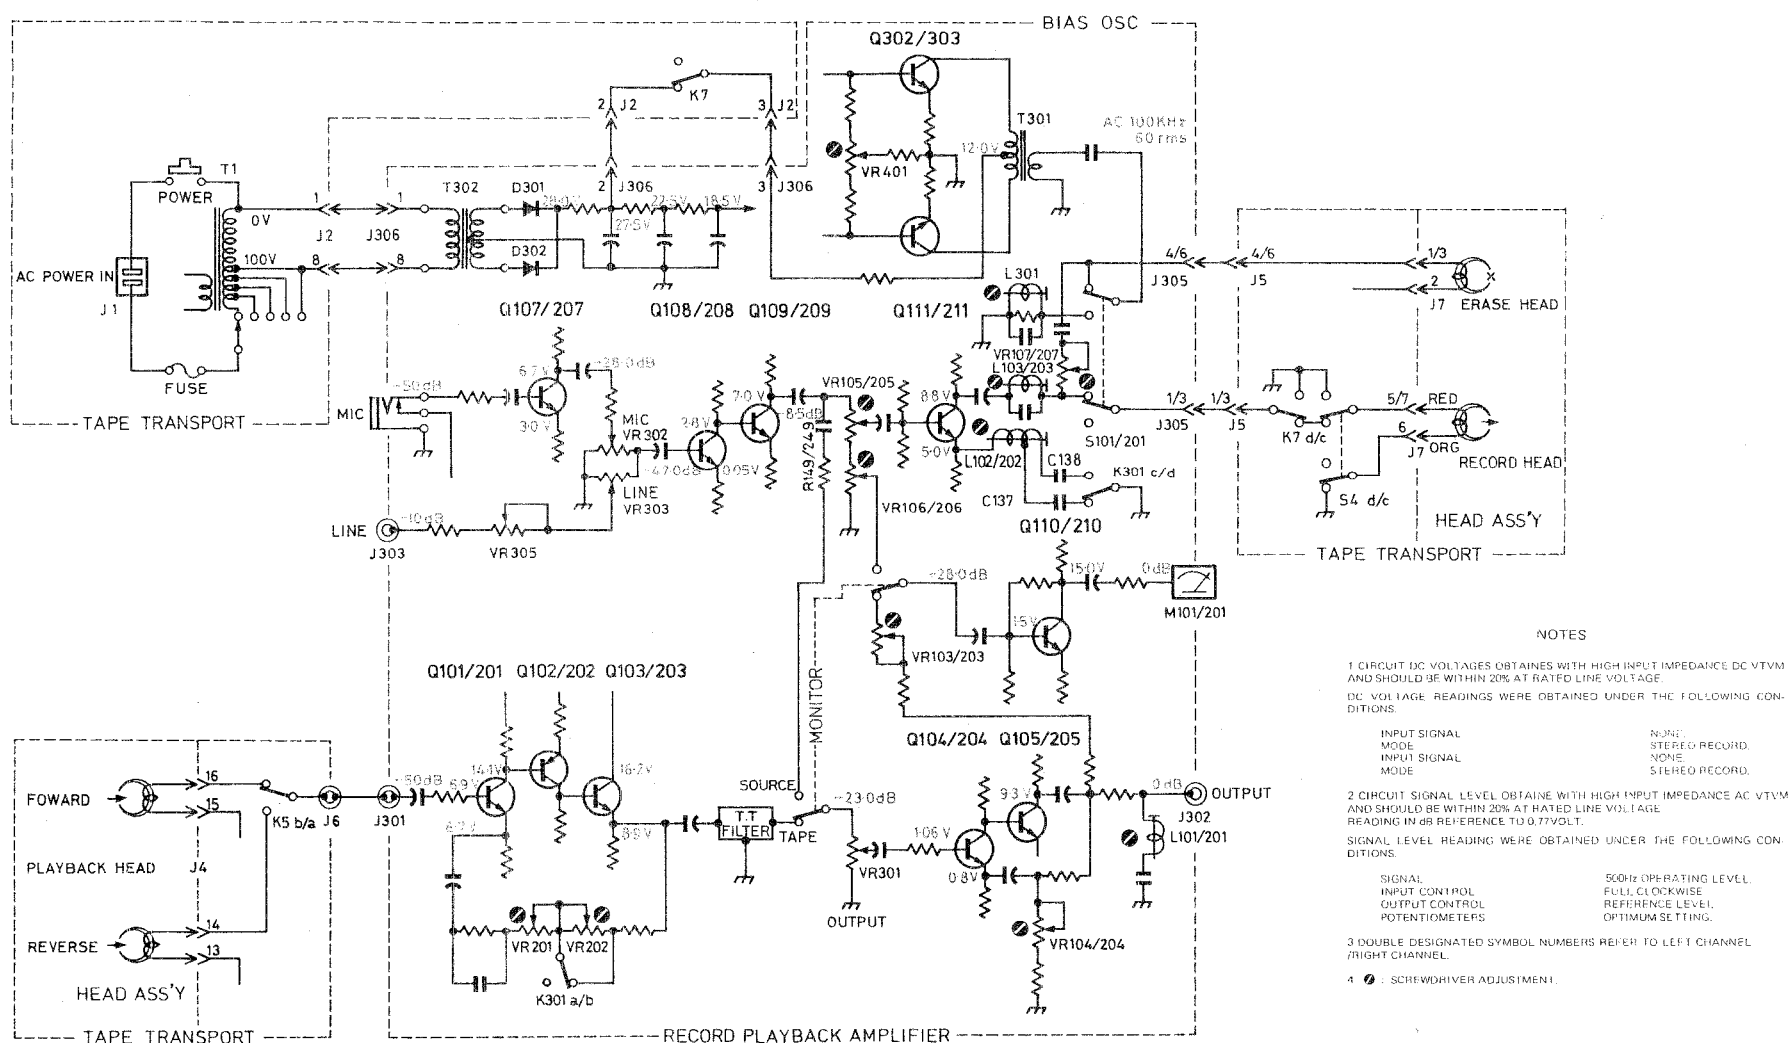 BIAS OSC
Q302/303
K7
2 J2
3 J2
T301
AC 100KHz
60 rms
12·0V
VR401
T1
POWER
0V
100V
AC POWER IN
J1
FUSE
TAPE TRANSPORT
1
J2
8
1
J306
8
T302
D301
D302
28·0V
2 J306
27·5V
22·5V
18·5V
3 J306
4/6
J305
4/6
J5
1/3
2
J7
ERASE HEAD
Q107/207
Q108/208
Q109/209
Q111/211
L301
VR107/207
L103/203
MIC
-50dB
6·7V
3·0V
-28·0dB
MIC
VR302
LINE
VR303
-47·0dB
2·8V
0·05V
7·0V
-8·5dB
VR105/205
R149/249
VR106/206
8·8V
5·0V
L102/202
C138
C137
K301 c/d
S101/201
1/3
J305
1/3
J5
K7 d/c
5/7
RED
6
J7
ORG
RECORD HEAD
S4 d/c
HEAD ASS'Y
TAPE TRANSPORT
LINE
J303
-10dB
VR305
Q110/210
-28·0dB
15·0V
0dB
1·5V
M101/201
VR103/203
MONITOR
Q101/201
Q102/202
Q103/203
Q104/204
Q105/205
FOWARD
16
15
PLAYBACK HEAD
J4
K5 b/a
J6
J301
14
13
REVERSE
HEAD ASS'Y
TAPE TRANSPORT
-60dB
6·9V
14·1V
16·2V
8·9V
VR201
VR202
K301 a/b
T.T
FILTER
SOURCE
TAPE
-23·0dB
VR301
OUTPUT
1·06V
0·8V
9·3V
VR104/204
0dB
OUTPUT
J302
L101/201
RECORD PLAYBACK AMPLIFIER
NOTES
1 CIRCUIT DC VOLTAGES OBTAINES WITH HIGH INPUT IMPEDANCE DC VTVM
AND SHOULD BE WITHIN 20% AT RATED LINE VOLTAGE.
DC VOLTAGE READINGS WERE OBTAINED UNDER THE FOLLOWING CON-
DITIONS.
INPUT SIGNAL NONE.
MODE STEREO RECORD.
INPUT SIGNAL NONE
MODE STEREO RECORD.
2 CIRCUIT SIGNAL LEVEL OBTAINE WITH HIGH INPUT IMPEDANCE AC VTVM
AND SHOULD BE WITHIN 20% AT RATED LINE VOLTAGE
READING IN dB REFERENCE TO 0.77VOLT.
SIGNAL LEVEL READING WERE OBTAINED UNDER THE FOLLOWING CON-
DITIONS.
SIGNAL 500Hz OPERATING LEVEL.
INPUT CONTROL FULL CLOCKWISE
OUTPUT CONTROL REFERENCE LEVEL.
POTENTIOMETERS OPTIMUM SETTING.
3 DOUBLE DESIGNATED SYMBOL NUMBERS REFER TO LEFT CHANNEL
/RIGHT CHANNEL.
4 : SCREWDRIVER ADJUSTMENT.